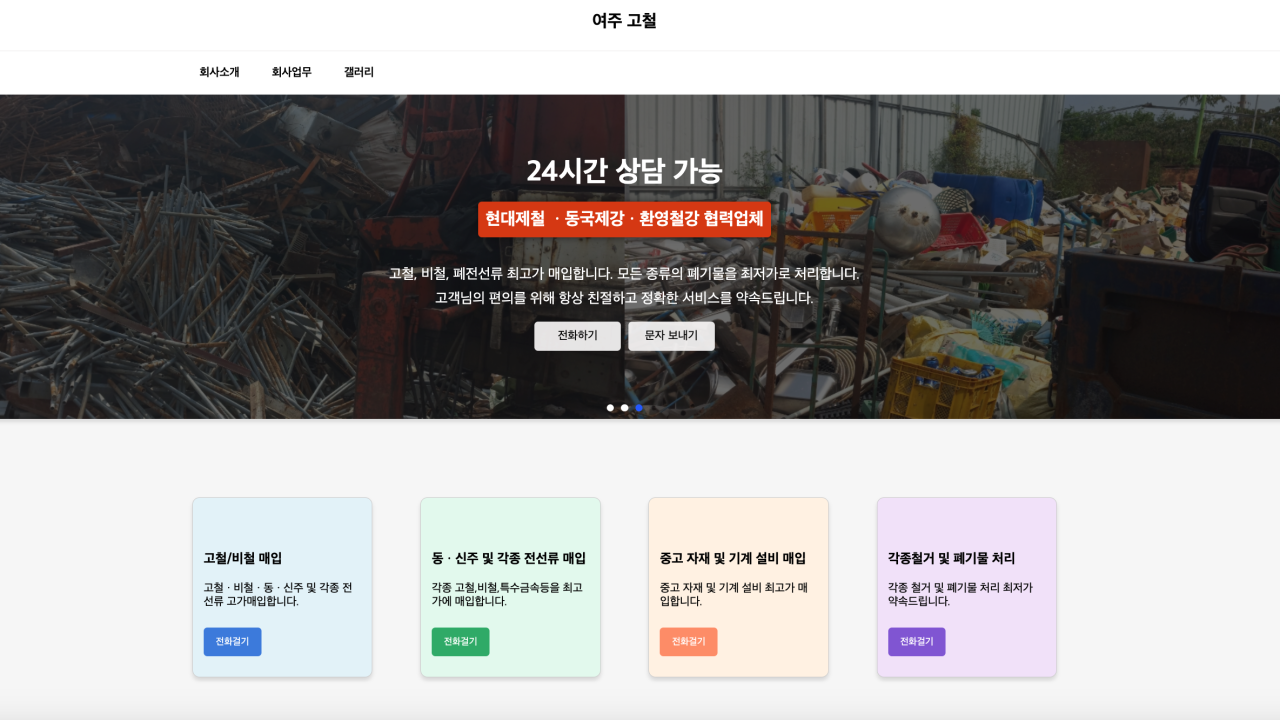 여주 고철
회사소개
회사업무
갤러리
24시간 상담 가능
현대제철 ·동국제강·환영철강 협력업체
고철, 비철, 폐전선류 최고가 매입합니다. 모든 종류의 폐기물을 최저가로 처리합니다.
고객님의 편의를 위해 항상 친절하고 정확한 서비스를 약속드립니다.
전화하기
문자 보내기
고철/비철 매입
고철·비철·동·신주 및 각종 전
선류 고가매입합니다.
전화걸기
동·신주 및 각종 전선류 매입
각종 고철,비철,특수금속등을 최고
가에 매입합니다.
전화걸기
중고 자재 및 기계 설비 매입
중고 자재 및 기계 설비 최고가 매
입합니다.
전화걸기
각종철거 및 폐기물 처리
각종 철거 및 폐기물 처리 최저가
약속드립니다.
전화걸기